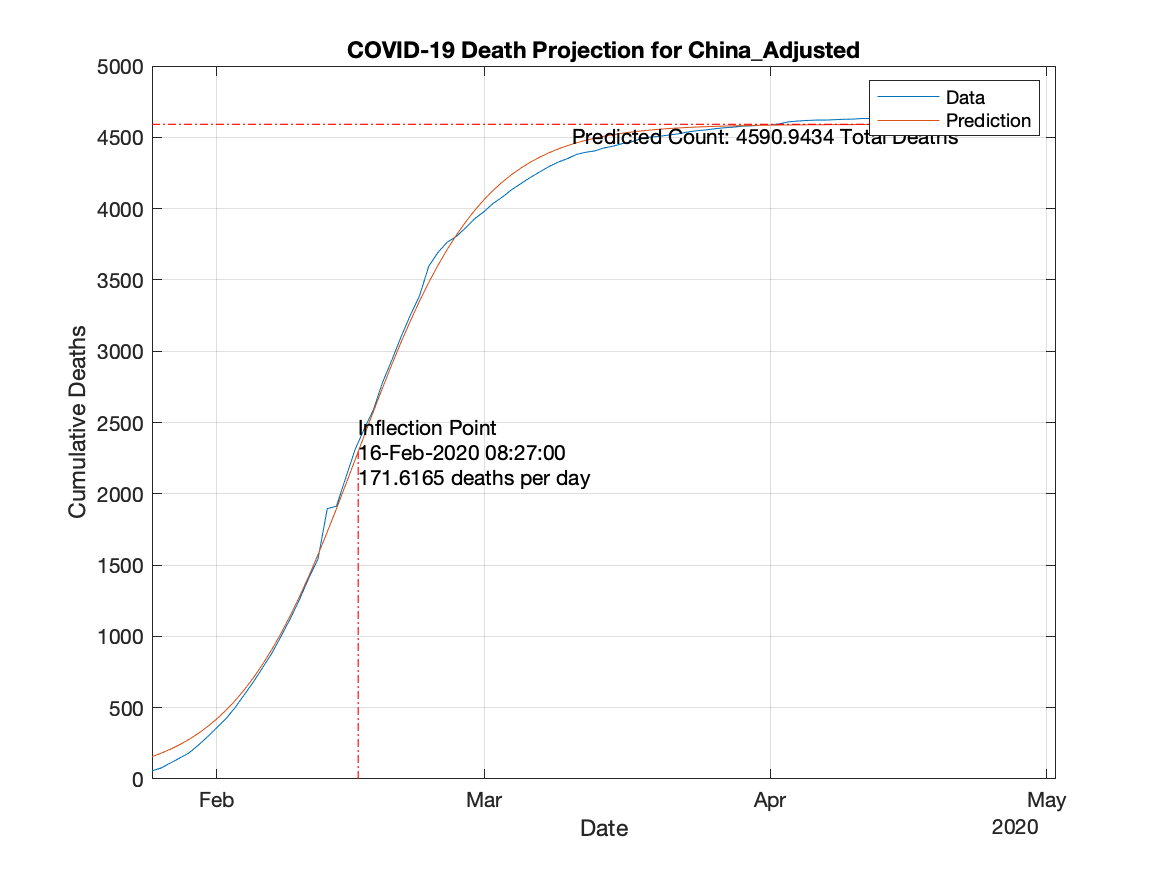 COVID-19 Death Projection for China_Adjusted
5000
4500
4000
3500
3000
2500
2000
1500
1000
500
0
Cumulative Deaths
Data
Prediction
Predicted Count: 4590.9434 Total Deaths
Inflection Point
16-Feb-2020 08:27:00
171.6165 deaths per day
Feb Mar Apr May
Date
2020